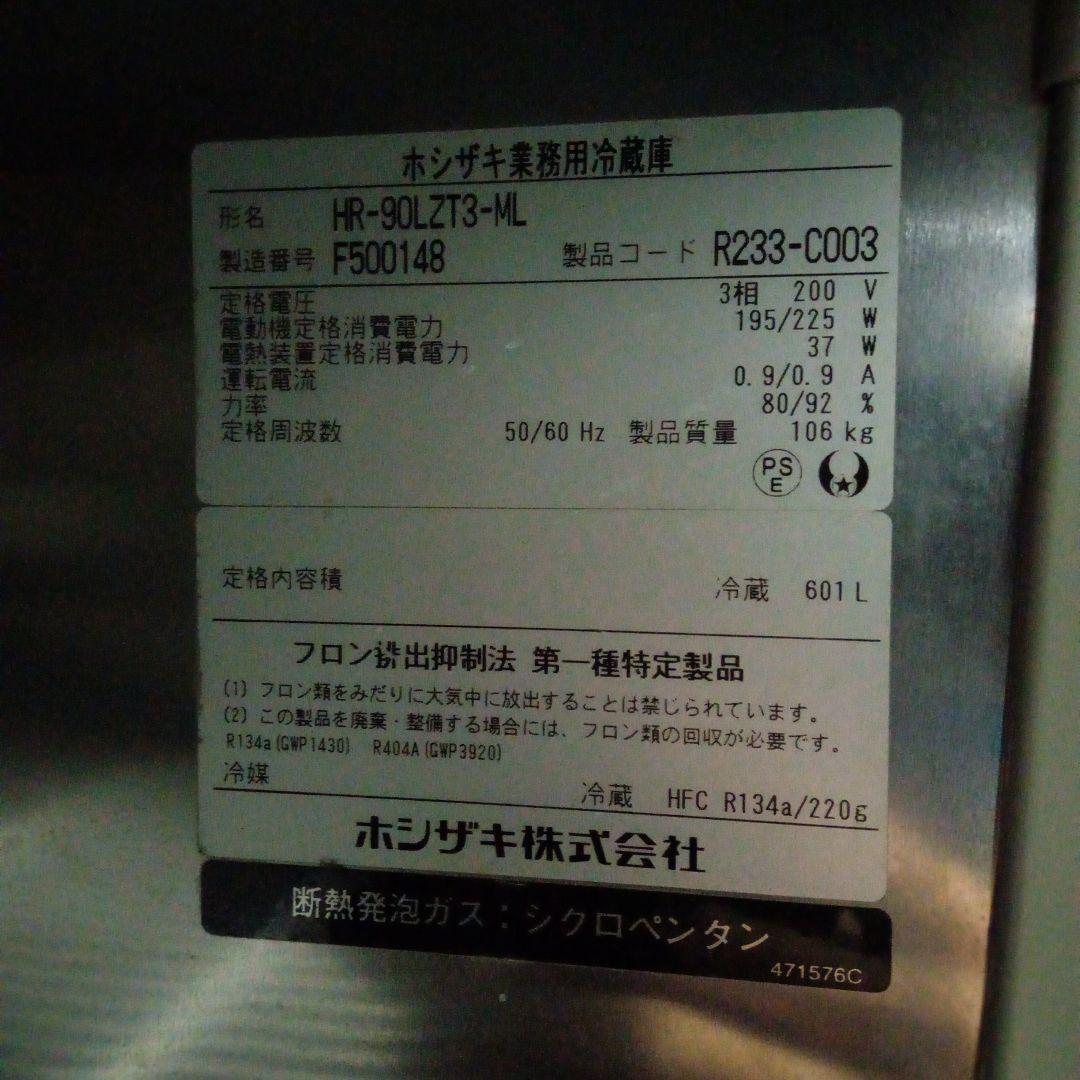 ホシザキ業務用冷蔵庫
形名 HR-90LZT3-ML
製造番号 F500148 製品コード R233-C003
定格電圧 3相 200 V
電動機定格消費電力 195/225 W
電熱装置定格消費電力 37 W
運転電流 0.9/0.9 A
力率 80/92 %
定格周波数 50/60 Hz 製品質量 106 kg
PS
E
定格内容積 冷蔵 601 L
フロン排出抑制法 第一種特定製品
(1) フロン類をみだりに大気中に放出することは禁じられています。
(2) この製品を廃棄・整備する場合には、フロン類の回収が必要です。
R134a(GWP1430) R404A(GWP3920)
冷媒 冷蔵 HFC R134a/220g
ホシザキ株式会社
断熱発泡ガス：シクロペンタン
471576C